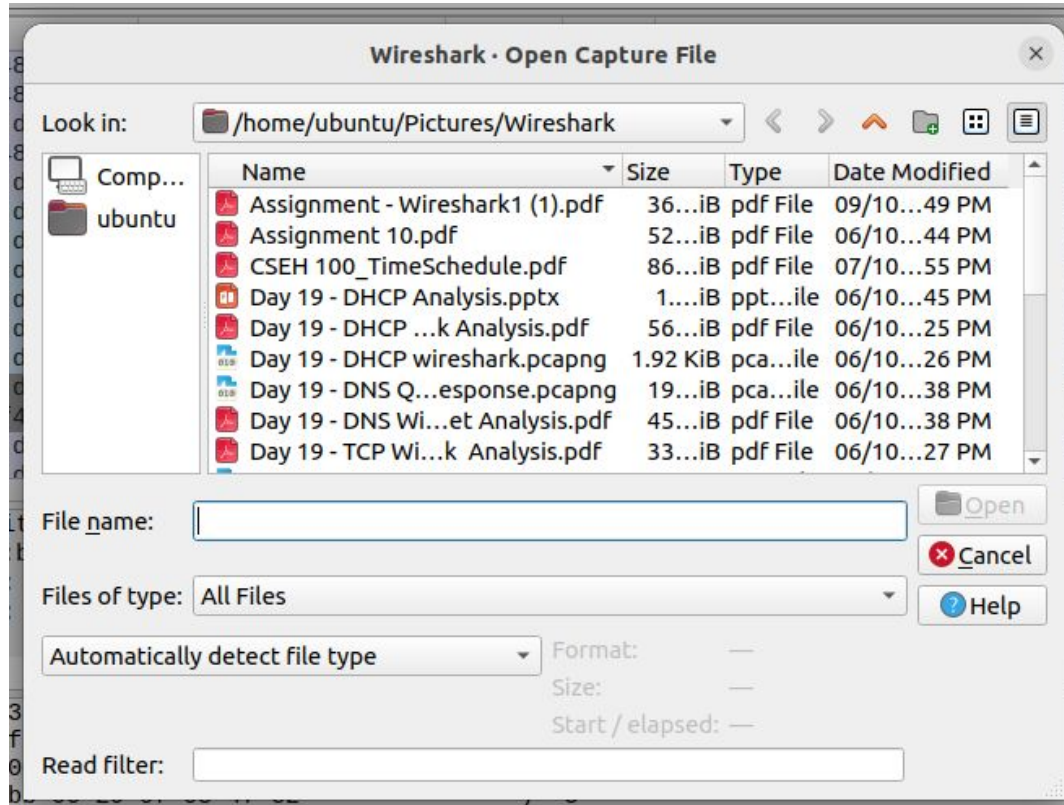 Wireshark · Open Capture File
Look in: /home/ubuntu/Pictures/Wireshark
Comp...
ubuntu
Name Size Type Date Modified
Assignment - Wireshark1 (1).pdf 36...iB pdf File 09/10...49 PM
Assignment 10.pdf 52...iB pdf File 06/10...44 PM
CSEH 100_TimeSchedule.pdf 86...iB pdf File 07/10...55 PM
Day 19 - DHCP Analysis.pptx 1....iB ppt...ile 06/10...45 PM
Day 19 - DHCP ...k Analysis.pdf 56...iB pdf File 06/10...25 PM
Day 19 - DHCP wireshark.pcapng 1.92 KiB pca...ile 06/10...26 PM
Day 19 - DNS Q...esponse.pcapng 19...iB pca...ile 06/10...38 PM
Day 19 - DNS Wi...et Analysis.pdf 45...iB pdf File 06/10...38 PM
Day 19 - TCP Wi...k Analysis.pdf 33...iB pdf File 06/10...27 PM
File name:
Open
Cancel
Files of type: All Files
Help
Automatically detect file type
Format: —
Size: —
Start / elapsed: —
Read filter: